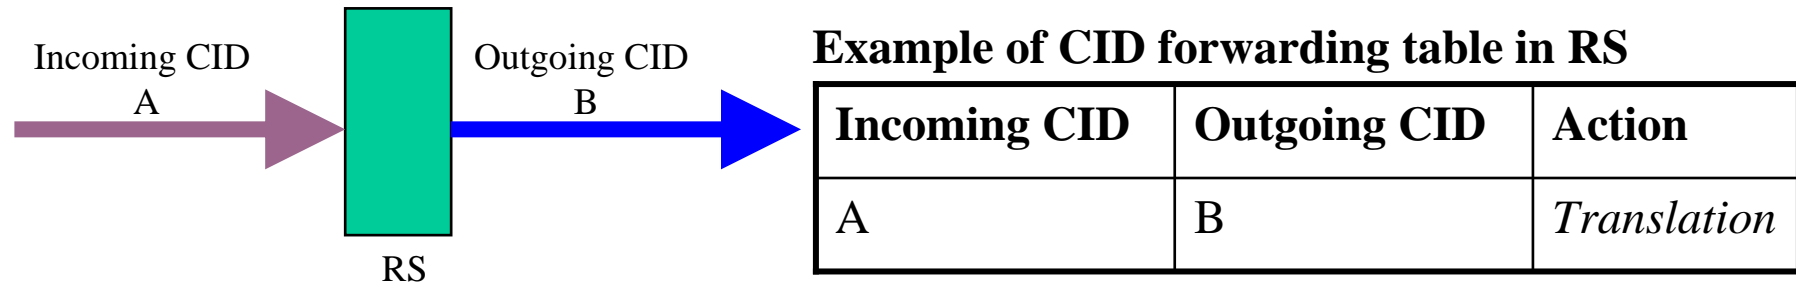 Incoming CID
A
Outgoing CID
B
RS
Example of CID forwarding table in RS
Incoming CID Outgoing CID Action
A B Translation